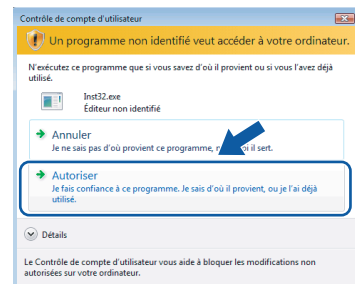 Contrôle de compte d'utilisateur
Un programme non identifié veut accéder à votre ordinateur.
N'exécutez ce programme que si vous savez d'où il provient ou si vous l'avez déjà
utilisé.
Inst32.exe
Éditeur non identifié
Annuler
Je ne sais pas d'où provient ce programme, il sert.
Autoriser
Je fais confiance à ce programme. Je sais d'où il provient, ou je l'ai déjà
utilisé.
Détails
Le Contrôle de compte d'utilisateur vous aide à bloquer les modifications non
autorisées sur votre ordinateur.